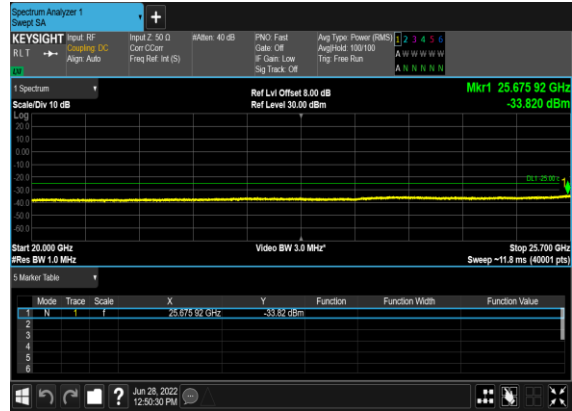 Spectrum Analyzer 1
Swept SA
+
KEYSIGHT Input: RF Input Z: 50 Ω #Atten: 40 dB PNO: Fast Avg Type: Power (RMS) 1 2 3 4 5 6
RLT Coupling: DC Corr CCorr Gate: Off Avg|Hold: 100/100 A W W W W W
Align: Auto Freq Ref: Int (S) IF Gain: Low Trig: Free Run
Sig Track: Off A N N N N N
1 Spectrum Ref Lvl Offset 8.00 dB Mkr1 25.675 92 GHz
Scale/Div 10 dB Ref Level 30.00 dBm -33.820 dBm
Log
20.0
10.0
0.00
-10.0
-20.0
DL1 -25.00
-30.0
-40.0
-50.0
-60.0
Start 20.000 GHz Video BW 3.0 MHz* Stop 25.700 GHz
#Res BW 1.0 MHz Sweep ~11.8 ms (40001 pts)
5 Marker Table
Mode Trace Scale X Y Function Function Width Function Value
1 N 1 f 25.675 92 GHz -33.82 dBm
2
3
4
5
6
? Jun 28, 2022
12:50:30 PM